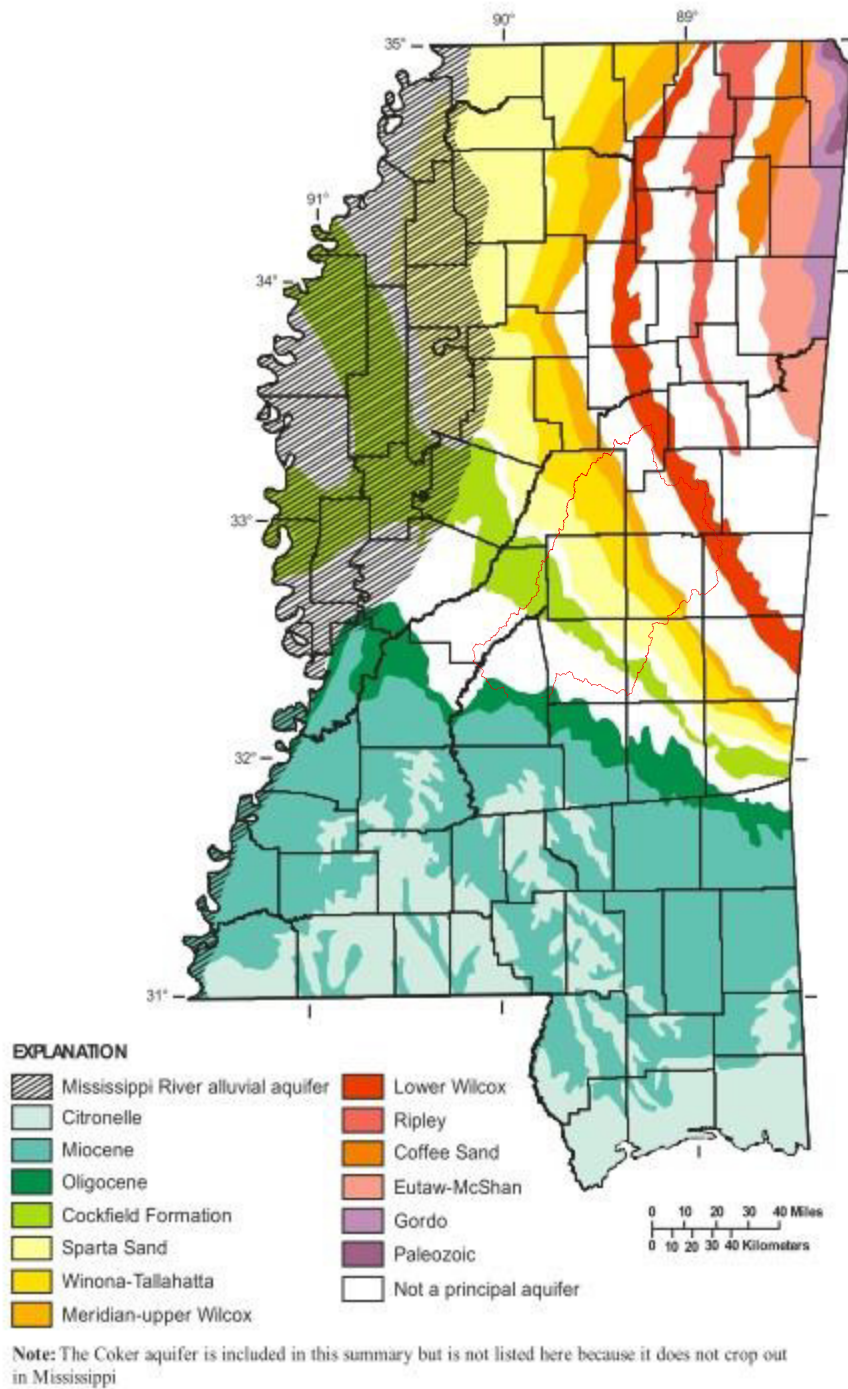 90°
89°
35°
91°
34°
33°
32°
31°
EXPLANATION
Mississippi River alluvial aquifer
Citronelle
Miocene
Oligocene
Cockfield Formation
Sparta Sand
Winona-Tallahatta
Meridian-upper Wilcox
Lower Wilcox
Ripley
Coffee Sand
Eutaw-McShan
Gordo
Paleozoic
Not a principal aquifer
0 10 20 30 40 Miles
0 10 20 30 40 Kilometers
Note: The Coker aquifer is included in this summary but is not listed here because it does not crop out
in Mississippi